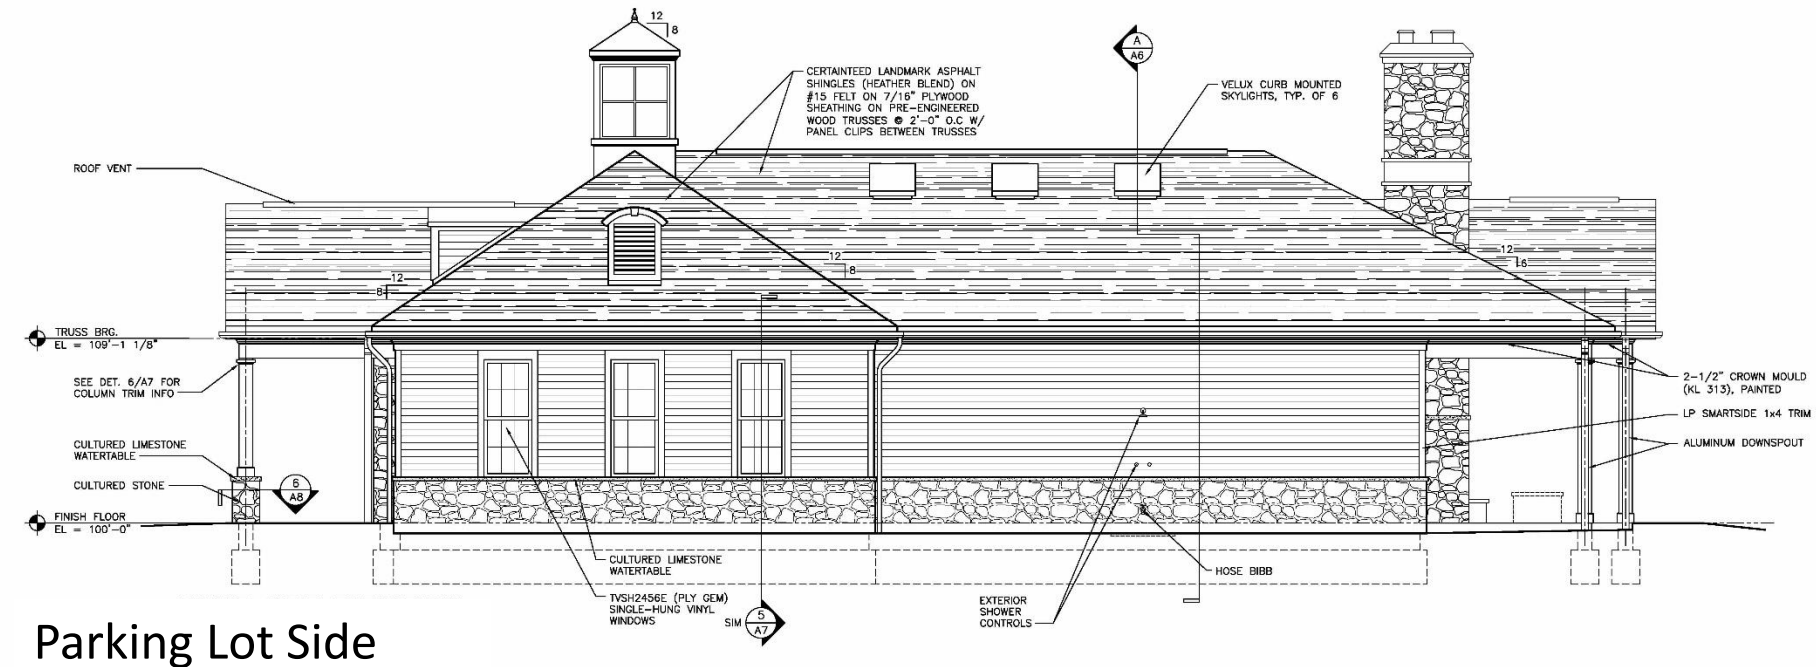 12
8
A
A6
CERTAINTEED LANDMARK ASPHALT
SHINGLES (HEATHER BLEND) ON
#15 FELT ON 7/16" PLYWOOD
SHEATHING ON PRE-ENGINEERED
WOOD TRUSSES @ 2'-0" O.C W/
PANEL CLIPS BETWEEN TRUSSES
VELUX CURB MOUNTED
SKYLIGHTS, TYP. OF 6
ROOF VENT
12
8
12
8
12
6
TRUSS BRG.
EL = 109'-1 1/8"
SEE DET. 6/A7 FOR
COLUMN TRIM INFO
2-1/2" CROWN MOULD
(KL 313), PAINTED
LP SMARTSIDE 1x4 TRIM
ALUMINUM DOWNSPOUT
CULTURED LIMESTONE
WATERTABLE
CULTURED STONE
6
A8
FINISH FLOOR
EL = 100'-0"
CULTURED LIMESTONE
WATERTABLE
HOSE BIBB
TVSH2456E (PLY GEM)
SINGLE-HUNG VINYL
WINDOWS
SIM
5
A7
EXTERIOR
SHOWER
CONTROLS
Parking Lot Side